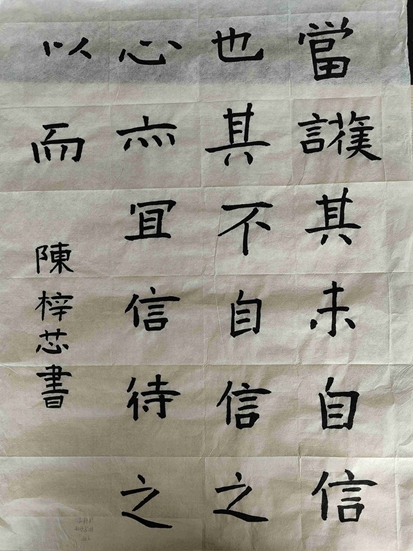 當護其未自信
也其不自信之
心亦冝信待之
以而
陳梓芯書